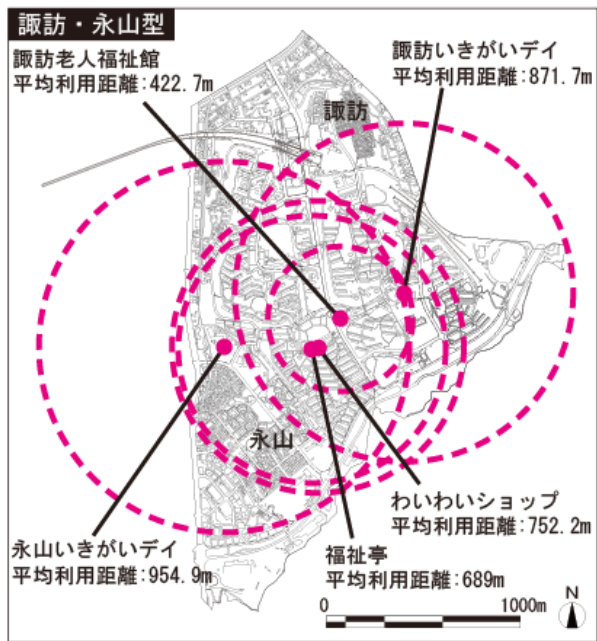 諏訪・永山型
諏訪老人福祉館
平均利用距離:422.7m
諏訪いきがいデイ
平均利用距離:871.7m
諏訪
永山
わいわいショップ
平均利用距離:752.2m
永山いきがいデイ
平均利用距離:954.9m
福祉亭
平均利用距離:689m
N
0 1000m